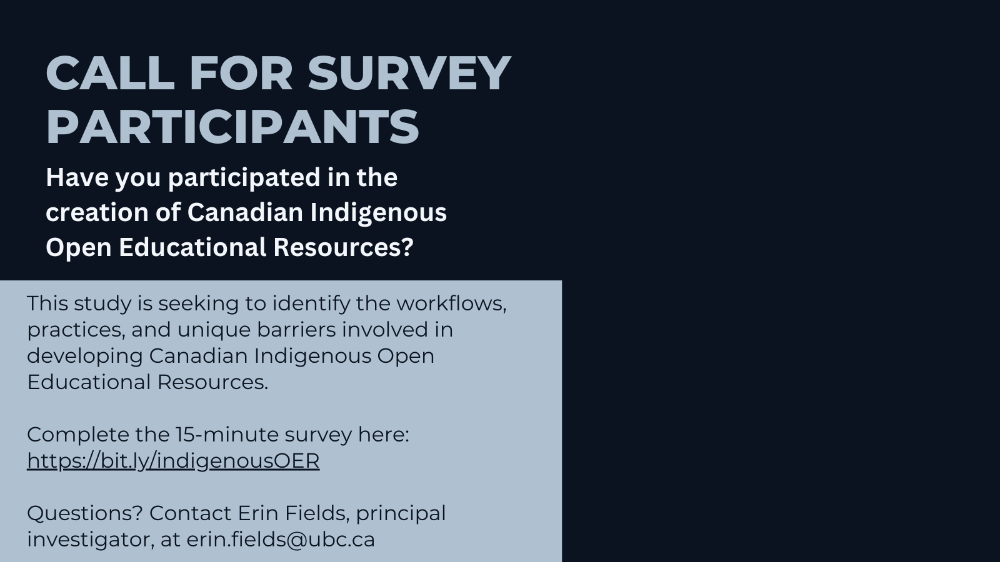 CALL FOR SURVEY
PARTICIPANTS
Have you participated in the
creation of Canadian Indigenous
Open Educational Resources?
This study is seeking to identify the workflows,
practices, and unique barriers involved in
developing Canadian Indigenous Open
Educational Resources.
Complete the 15-minute survey here:
https://bit.ly/indigenousOER
Questions? Contact Erin Fields, principal
investigator, at erin.fields@ubc.ca